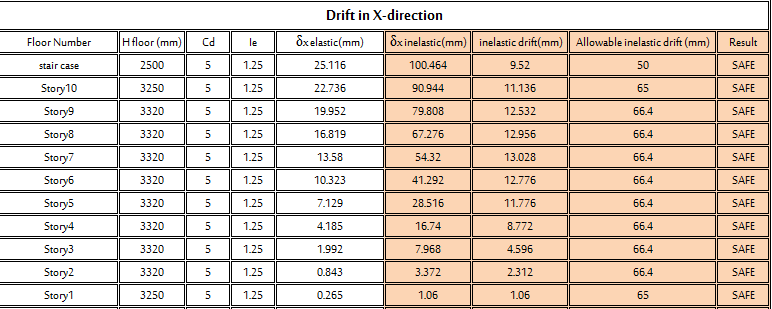 Drift in X-direction
Floor Number H floor (mm) Cd Ie δx elastic(mm) δx inelastic(mm) inelastic drift(mm) Allowable inelastic drift (mm) Result
stair case 2500 5 1.25 25.116 100.464 9.52 50 SAFE
Story10 3250 5 1.25 22.736 90.944 11.136 65 SAFE
Story9 3320 5 1.25 19.952 79.808 12.532 66.4 SAFE
Story8 3320 5 1.25 16.819 67.276 12.956 66.4 SAFE
Story7 3320 5 1.25 13.58 54.32 13.028 66.4 SAFE
Story6 3320 5 1.25 10.323 41.292 12.776 66.4 SAFE
Story5 3320 5 1.25 7.129 28.516 11.776 66.4 SAFE
Story4 3320 5 1.25 4.185 16.74 8.772 66.4 SAFE
Story3 3320 5 1.25 1.992 7.968 4.596 66.4 SAFE
Story2 3320 5 1.25 0.843 3.372 2.312 66.4 SAFE
Story1 3250 5 1.25 0.265 1.06 1.06 65 SAFE